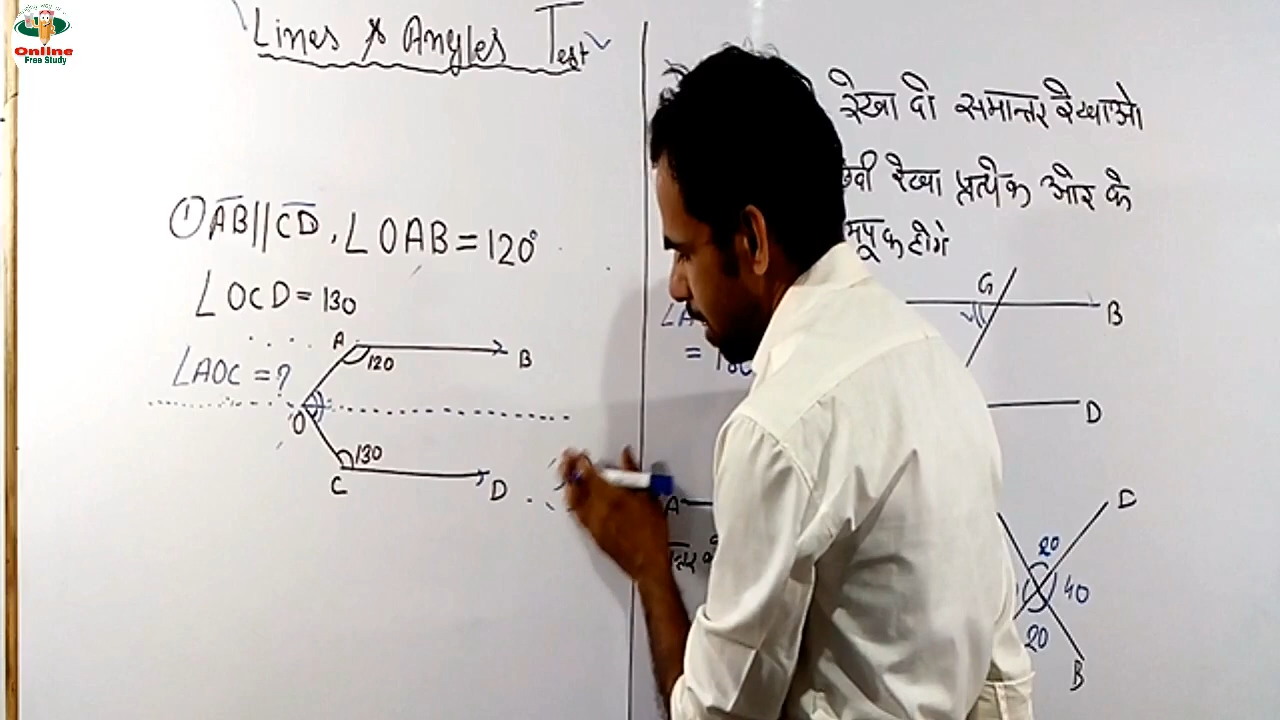 Online
Free Study
Lines & Angles Test
① AB || CD , ∠OAB = 120°
∠OCD = 130
∠AOC = ?
A
120
B
O
130
C
D
रेखा दो समान्तर रेखाओ
रेखा प्रत्येक ओर के
होगें
G
B
D
A
D
20
40
20
B